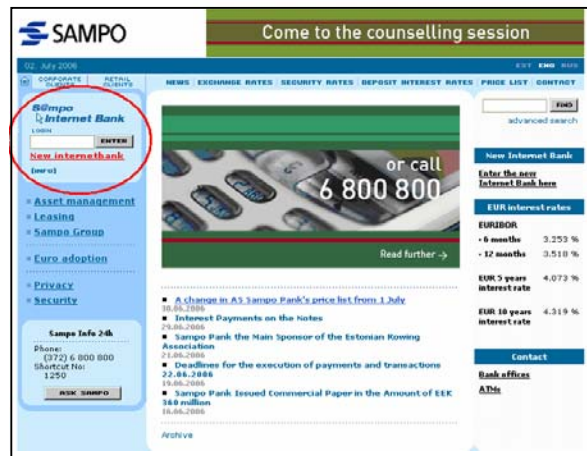 SAMPO
Come to the counselling session
02. July 2006
EST ENG RUS
CORPORATE CLIENTS
RETAIL CLIENTS
NEWS EXCHANGE RATES SECURITY RATES DEPOSIT INTEREST RATES PRICE LIST CONTACT
S@mpo
Internet Bank
LOGIN
ENTER
New internetbank
[INFO]
Asset management
Leasing
Sampo Group
Euro adoption
Privacy
Security
Sampo Info 24h
Phone:
(372) 6 800 800
Shortcut No:
1250
ASK SAMPO
or call
6 800 800
Read further →
A change in AS Sampo Pank's price list from 1 July
30.06.2006
Interest Payments on the Notes
29.06.2006
Sampo Pank the Main Sponsor of the Estonian Rowing
Association
21.06.2006
Deadlines for the execution of payments and transactions
22.06.2006
19.06.2006
Sampo Pank Issued Commercial Paper in the Amount of EEK
360 million
16.06.2006
Archive
FIND
advanced search
New Internet Bank
Enter the new
Internet Bank here
EUR interest rates
EURIBOR
- 6 months 3.253 %
- 12 months 3.510 %
EUR 5 years
interest rate 4.073 %
EUR 10 years
interest rate 4.319 %
Contact
Bank offices
ATMs